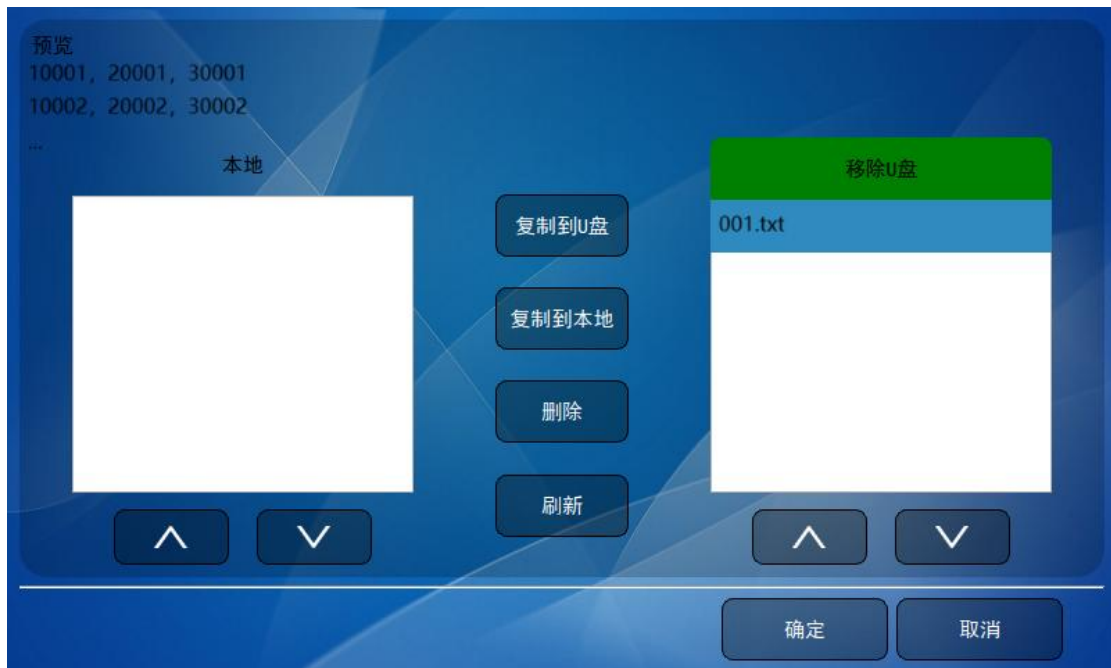 预览
10001, 20001, 30001
10002, 20002, 30002
...
本地
移除U盘
复制到U盘
001.txt
复制到本地
删除
刷新
确定
取消